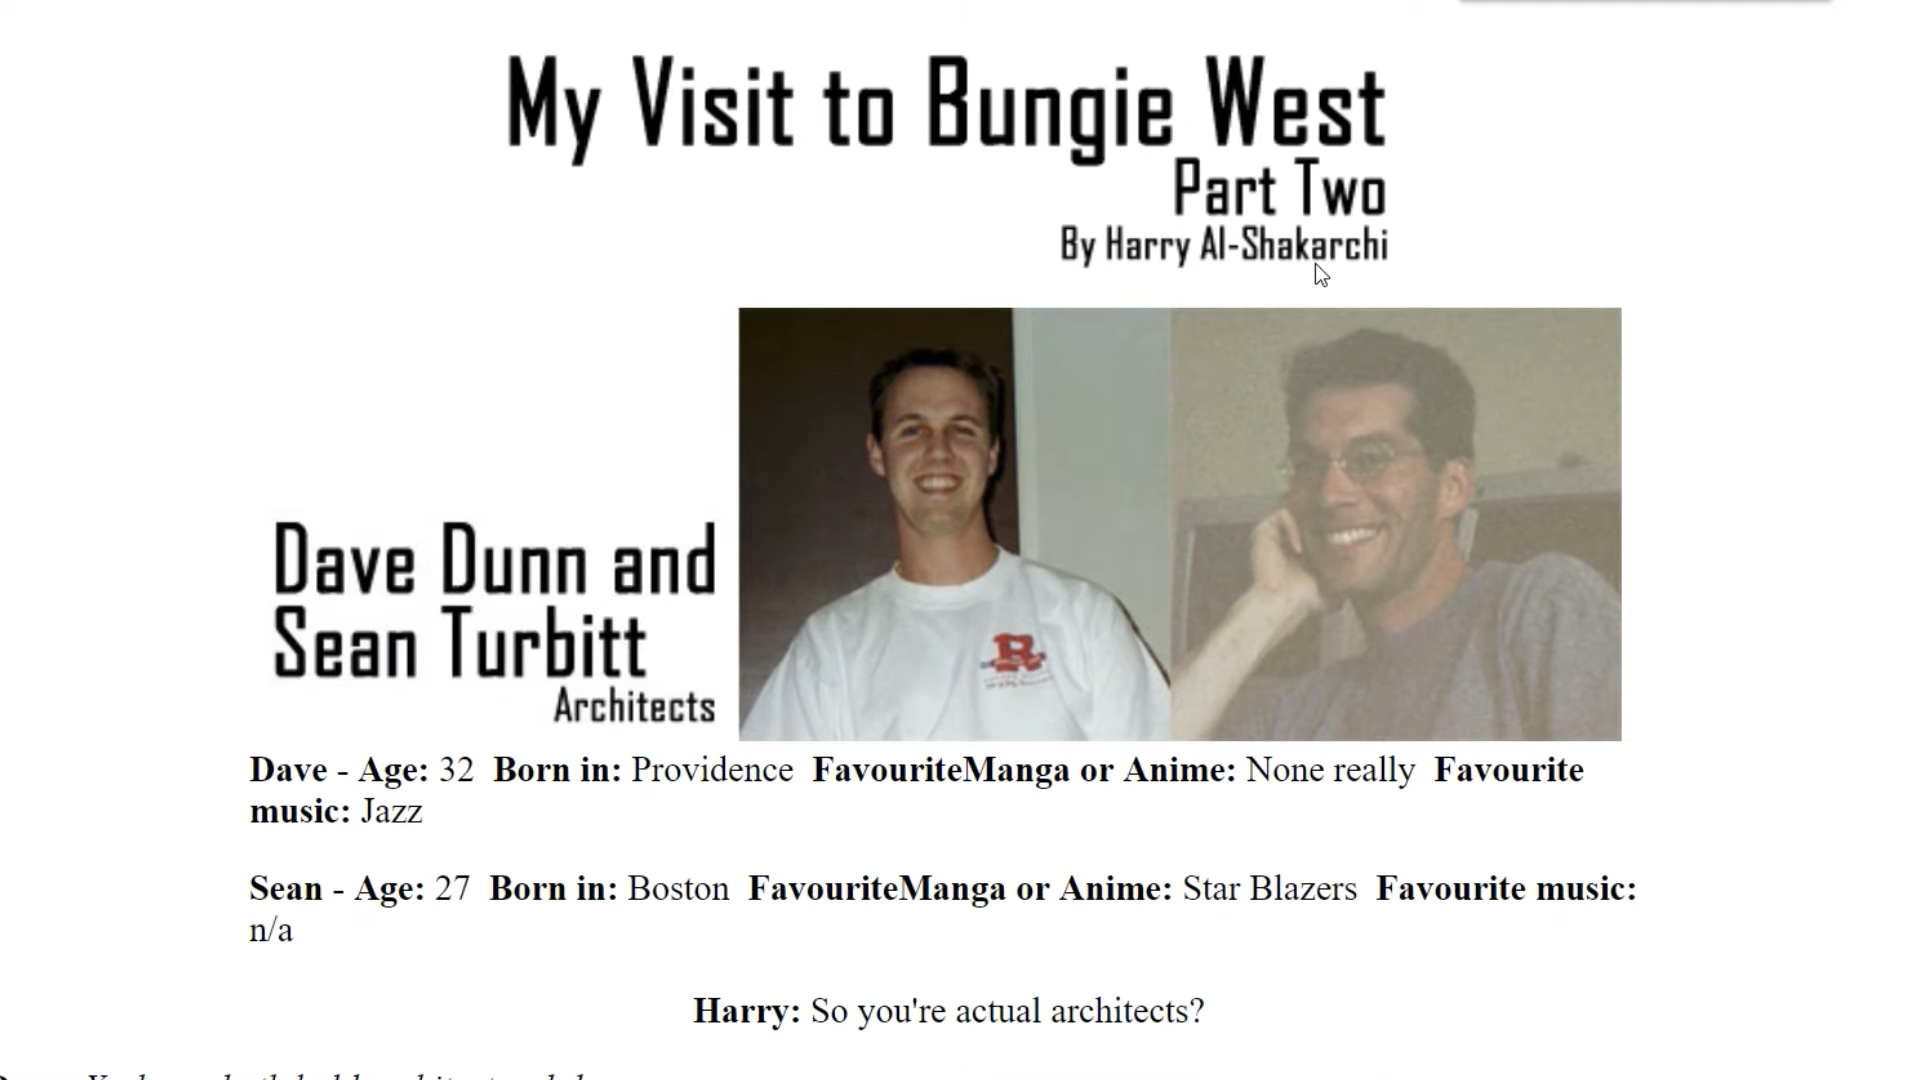 My Visit to Bungie West
Part Two
By Harry Al-Shakarchi
Dave Dunn and
Sean Turbitt
Architects
R
Dave - Age: 32 Born in: Providence FavouriteManga or Anime: None really Favourite
music: Jazz
Sean - Age: 27 Born in: Boston FavouriteManga or Anime: Star Blazers Favourite music:
n/a
Harry: So you're actual architects?